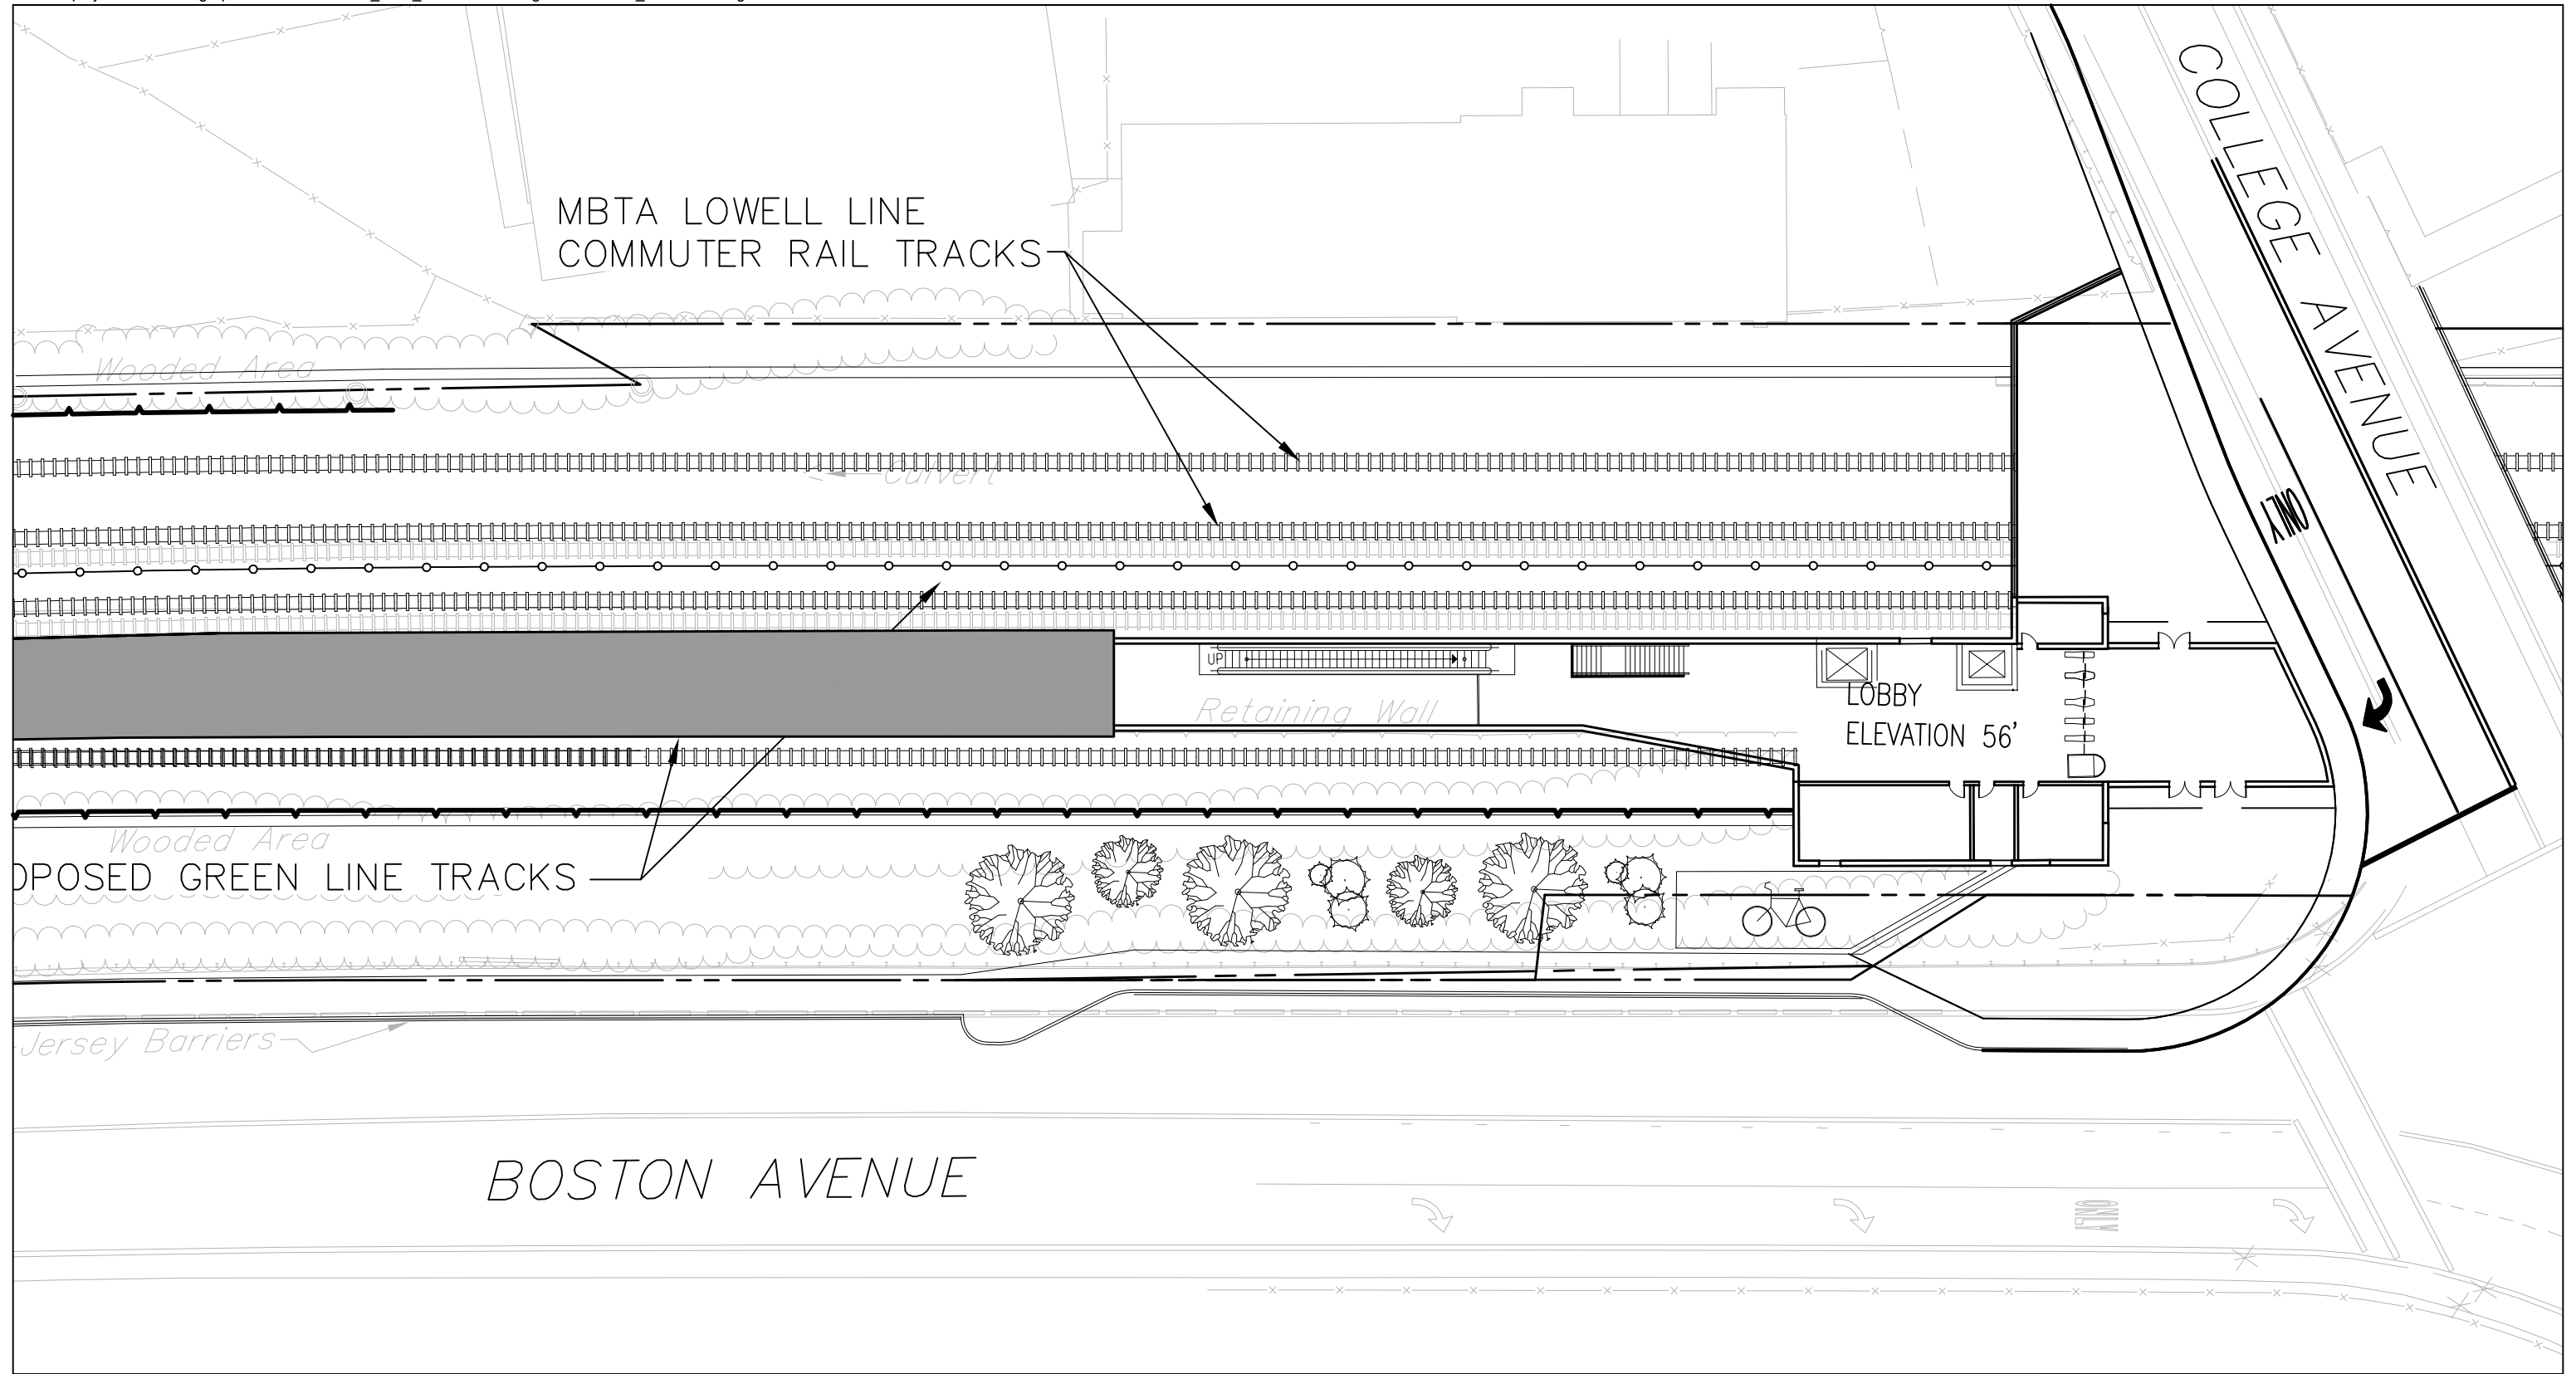 MBTA LOWELL LINE
COMMUTER RAIL TRACKS
COLLEGE AVENUE
Wooded Area
Culvert
ONLY
UP
Retaining Wall
LOBBY
ELEVATION 56'
Wooded Area
OPOSED GREEN LINE TRACKS
Jersey Barriers
BOSTON AVENUE
ONLY